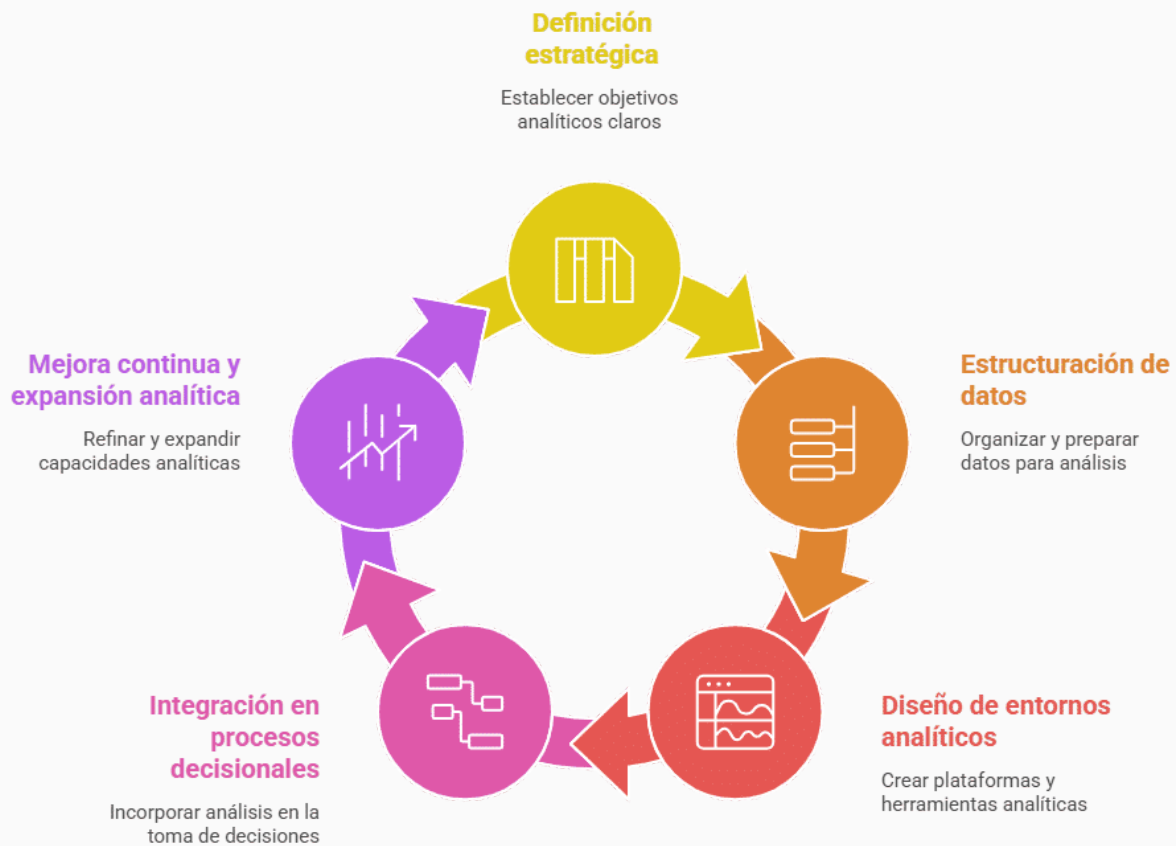 Definición
estratégica
Establecer objetivos
analíticos claros
Estructuración de
datos
Organizar y preparar
datos para análisis
Diseño de entornos
analíticos
Crear plataformas y
herramientas analíticas
Integración en
procesos
decisionales
Incorporar análisis en la
toma de decisiones
Mejora continua y
expansión analítica
Refinar y expandir
capacidades analíticas